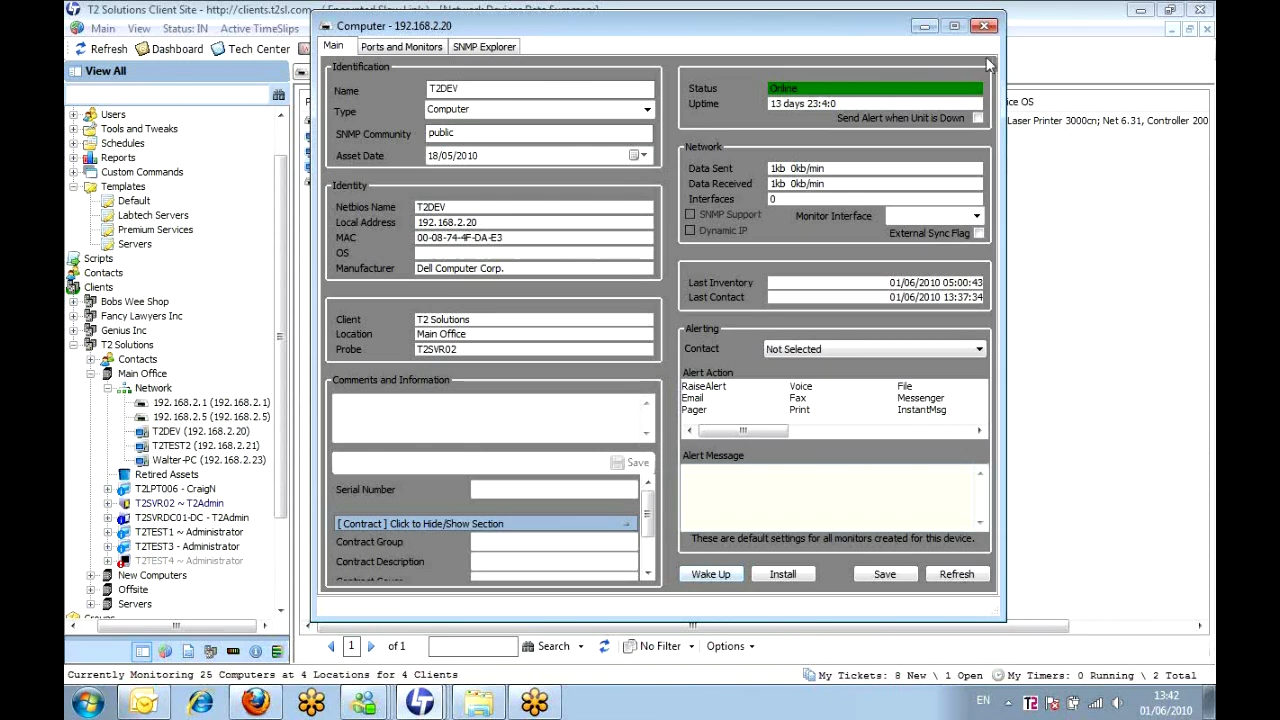 T2 Solutions Client Site - http://clients.t2sl.com
Computer - 192.168.2.20
Main View Status: IN Active TimeSlips
Refresh Dashboard Tech Center
Main Ports and Monitors SNMP Explorer
View All
Users
Tools and Tasks
Schedules
Reports
Custom Commands
Templates
Default
Labtech Servers
Premium Services
Servers
Scripts
Contacts
Clients
Bobs Wee Shop
Fancy Lawyers Inc
Genius Inc
T2 Solutions
Contacts
Main Office
Network
192.168.2.1 (192.168.2.1)
192.168.2.5 (192.168.2.5)
T2DEV (192.168.2.20)
T2TEST2 (192.168.2.21)
Walter-PC (192.168.2.23)
Retired Assets
T2LPT006 - CraigN
T2SVR02 ~ T2Admin
T2SVRDC01-DC - T2Admin
T2TEST1 ~ Administrator
T2TEST3 - Administrator
T2TEST4 ~ Administrator
New Computers
Offsite
Servers
Identification
Name T2DEV
Type Computer
SNMP Community public
Asset Date 18/05/2010
Identity
Netbios Name T2DEV
Local Address 192.168.2.20
MAC 00-08-74-4F-DA-E3
OS
Manufacturer Dell Computer Corp.
Client T2 Solutions
Location Main Office
Probe T2SVR02
Comments and Information
Save
Serial Number
[ Contract ] Click to Hide/Show Section
Contract Group
Contract Description
Status Online
Uptime 13 days 23:4:0
Send Alert when Unit is Down
Network
Data Sent 1kb 0kb/min
Data Received 1kb 0kb/min
Interfaces 0
SNMP Support Monitor Interface
Dynamic IP External Sync Flag
Last Inventory 01/06/2010 05:00:43
Last Contact 01/06/2010 13:37:34
Alerting
Contact Not Selected
Alert Action
RaiseAlert Voice File
Email Fax Messenger
Pager Print InstantMsg
Alert Message
These are default settings for all monitors created for this device.
Wake Up Install Save Refresh
ice OS
Laser Printer 3000cn; Net 6.31, Controller 200
1 of 1 Search No Filter Options
Currently Monitoring 25 Computers at 4 Locations for 4 Clients
My Tickets: 8 New \ 1 Open My Timers: 0 Running \ 2 Total
EN
13:42
01/06/2010